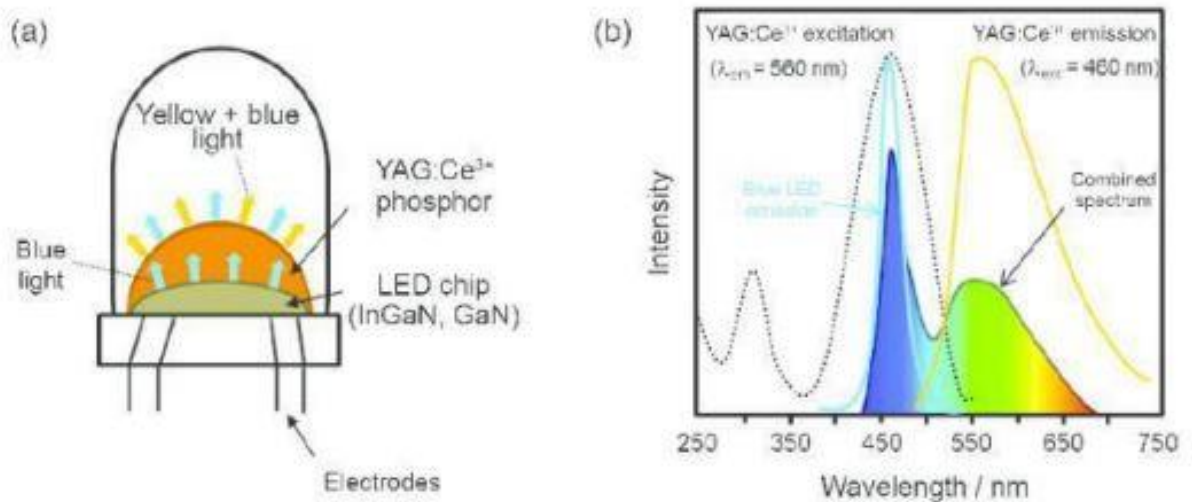 (a)
Yellow + blue
light
YAG:Ce³⁺
phosphor
Blue
light
LED chip
(InGaN, GaN)
Electrodes
(b)
YAG:Ce³⁺ excitation
(λem = 560 nm)
YAG:Ce³⁺ emission
(λexc = 460 nm)
Blue LED
emission
Combined
spectrum
Intensity
250 350 450 550 650 750
Wavelength / nm